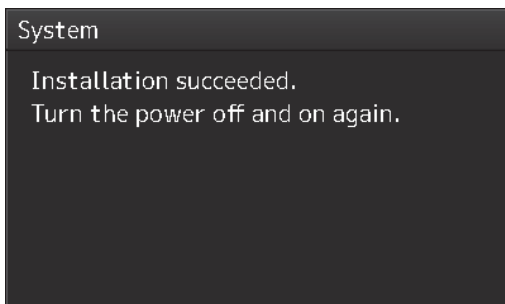 System
Installation succeeded.
Turn the power off and on again.